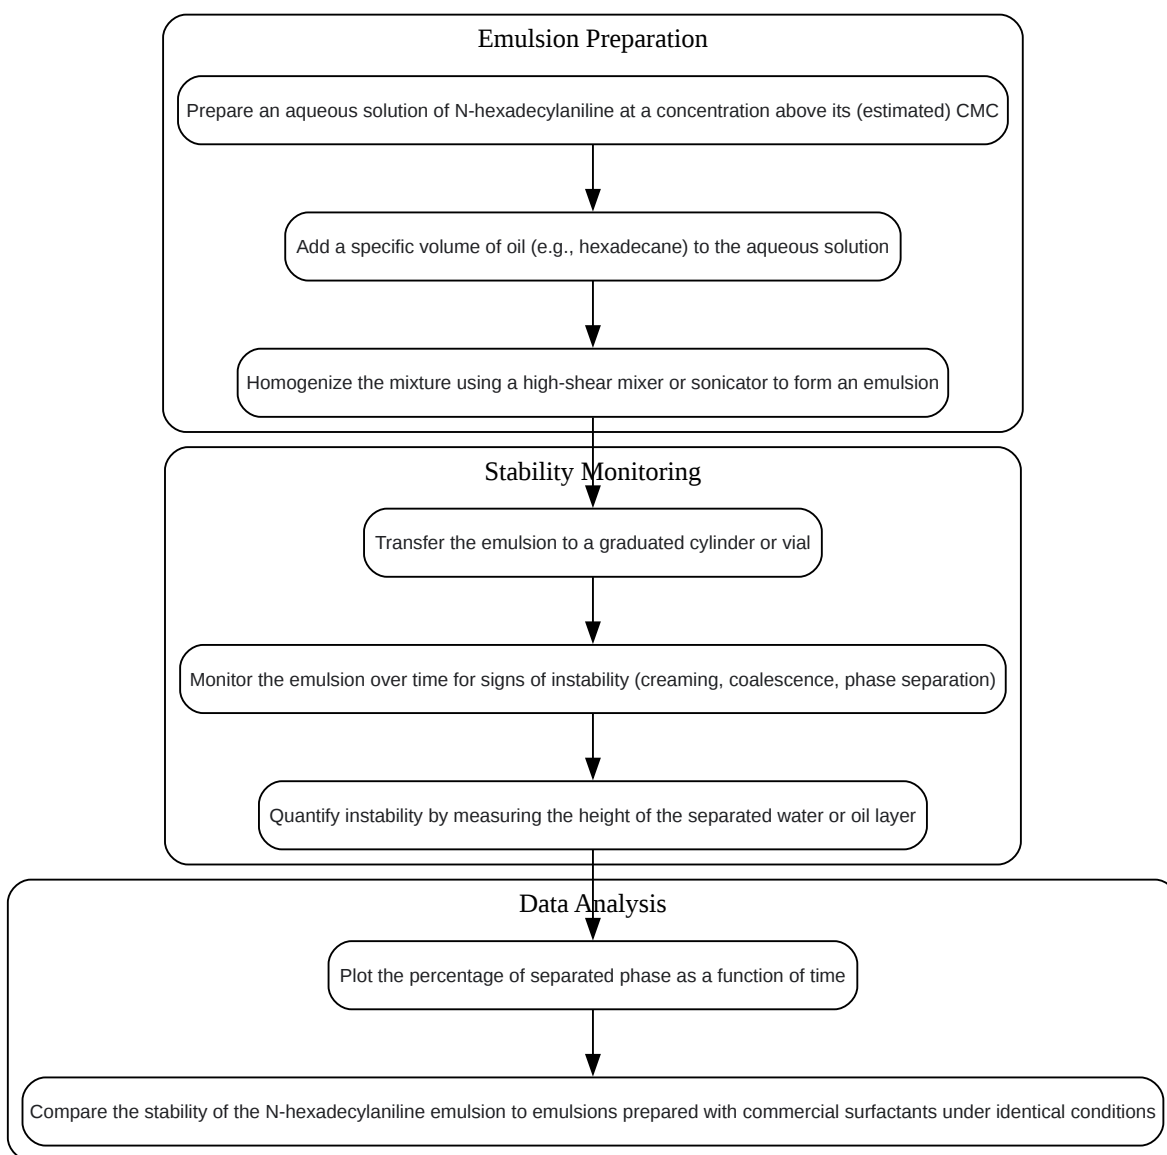 Emulsion Preparation
Prepare an aqueous solution of N-hexadecylaniline at a concentration above its (estimated) CMC
Add a specific volume of oil (e.g., hexadecane) to the aqueous solution
Homogenize the mixture using a high-shear mixer or sonicator to form an emulsion
Stability Monitoring
Transfer the emulsion to a graduated cylinder or vial
Monitor the emulsion over time for signs of instability (creaming, coalescence, phase separation)
Quantify instability by measuring the height of the separated water or oil layer
Data Analysis
Plot the percentage of separated phase as a function of time
Compare the stability of the N-hexadecylaniline emulsion to emulsions prepared with commercial surfactants under identical conditions